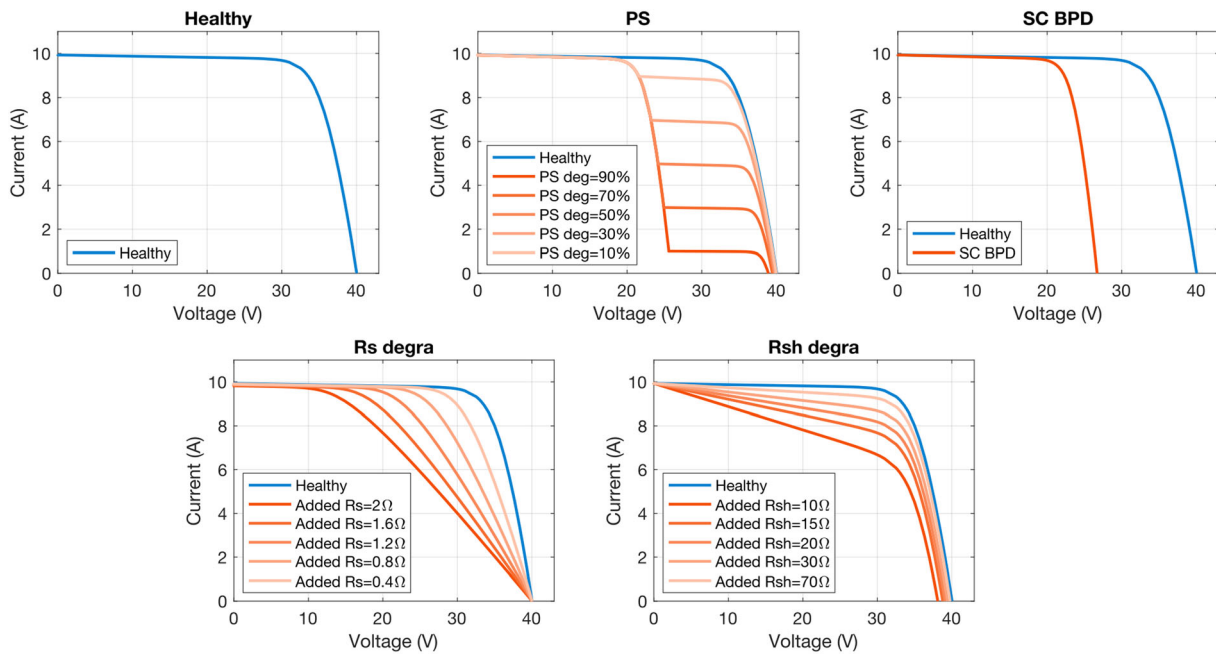 Healthy
Current (A)
10
8
6
4
2
0
Healthy
0 10 20 30 40
Voltage (V)
PS
Current (A)
10
8
6
4
2
0
Healthy
PS deg=90%
PS deg=70%
PS deg=50%
PS deg=30%
PS deg=10%
0 10 20 30 40
Voltage (V)
SC BPD
Current (A)
10
8
6
4
2
0
Healthy
SC BPD
0 10 20 30 40
Voltage (V)
Rs degra
Current (A)
10
8
6
4
2
0
Healthy
Added Rs=2Ω
Added Rs=1.6Ω
Added Rs=1.2Ω
Added Rs=0.8Ω
Added Rs=0.4Ω
0 10 20 30 40
Voltage (V)
Rsh degra
Current (A)
10
8
6
4
2
0
Healthy
Added Rsh=10Ω
Added Rsh=15Ω
Added Rsh=20Ω
Added Rsh=30Ω
Added Rsh=70Ω
0 10 20 30 40
Voltage (V)